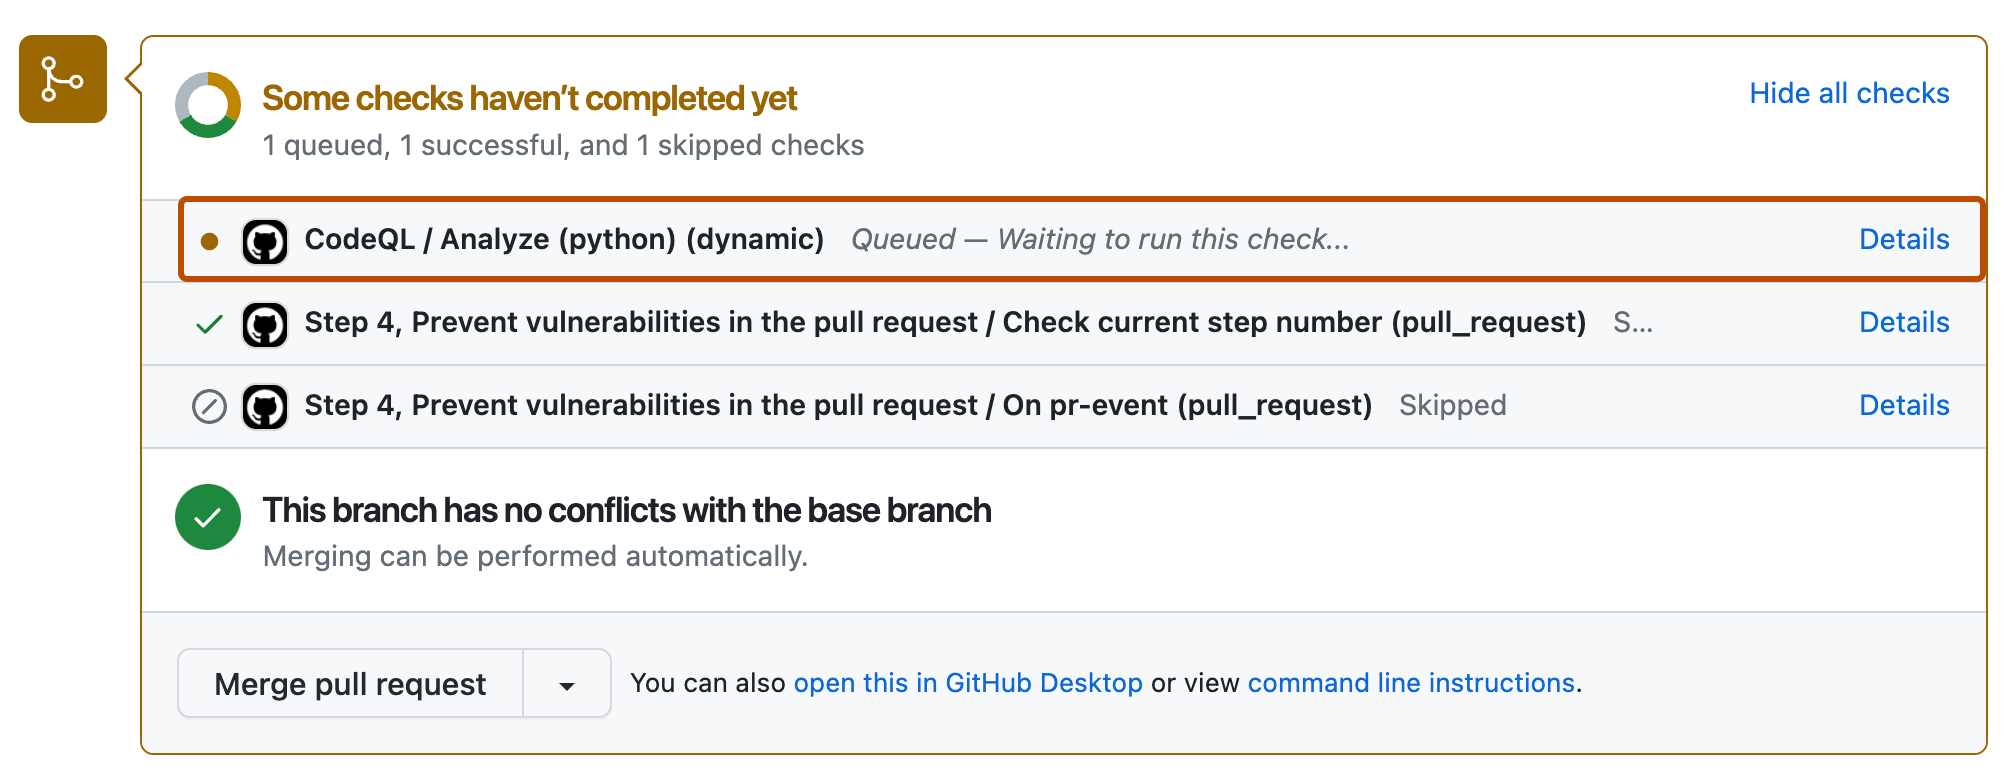 Some checks haven’t completed yet
Hide all checks
1 queued, 1 successful, and 1 skipped checks
CodeQL / Analyze (python) (dynamic) Queued — Waiting to run this check... Details
Step 4, Prevent vulnerabilities in the pull request / Check current step number (pull_request) S... Details
Step 4, Prevent vulnerabilities in the pull request / On pr-event (pull_request) Skipped Details
This branch has no conflicts with the base branch
Merging can be performed automatically.
Merge pull request You can also open this in GitHub Desktop or view command line instructions.